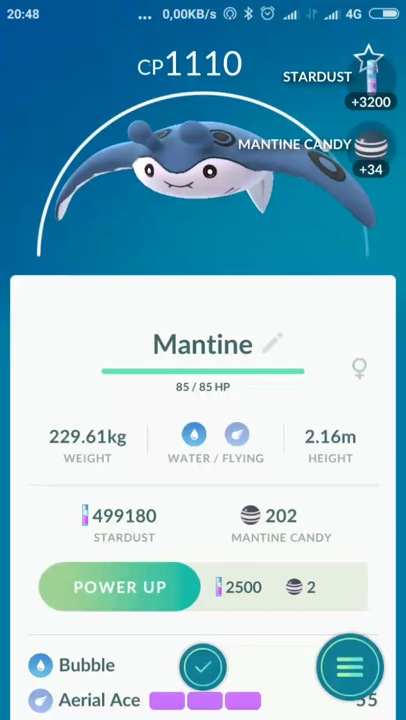 20:48 ... 0,00KB/s 4G
CP1110
STARDUST
+3200
MANTINE CANDY
+34
Mantine
85 / 85 HP
229.61kg
WEIGHT
WATER / FLYING
2.16m
HEIGHT
499180
STARDUST
202
MANTINE CANDY
POWER UP 2500 2
Bubble
Aerial Ace 55